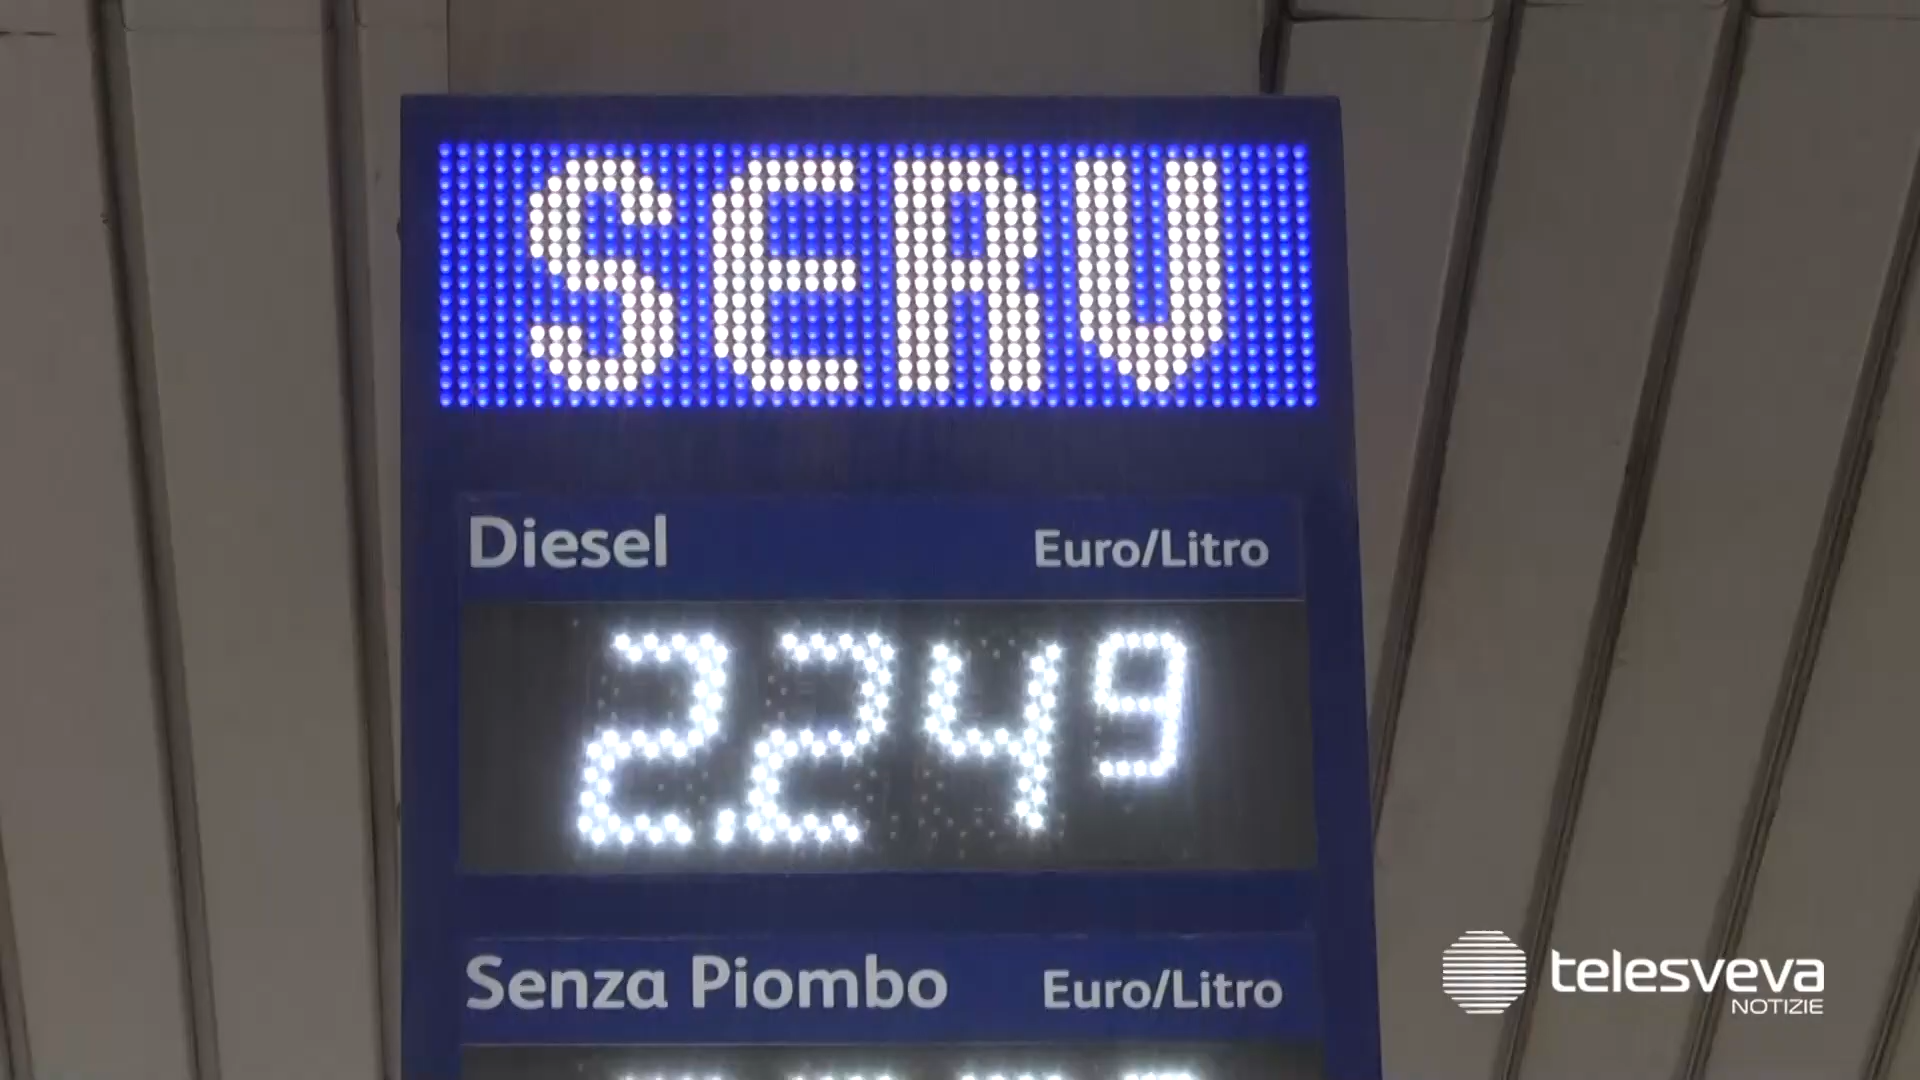 SERV
Diesel Euro/Litro
2.249
Senza Piombo Euro/Litro
telesveva
NOTIZIE